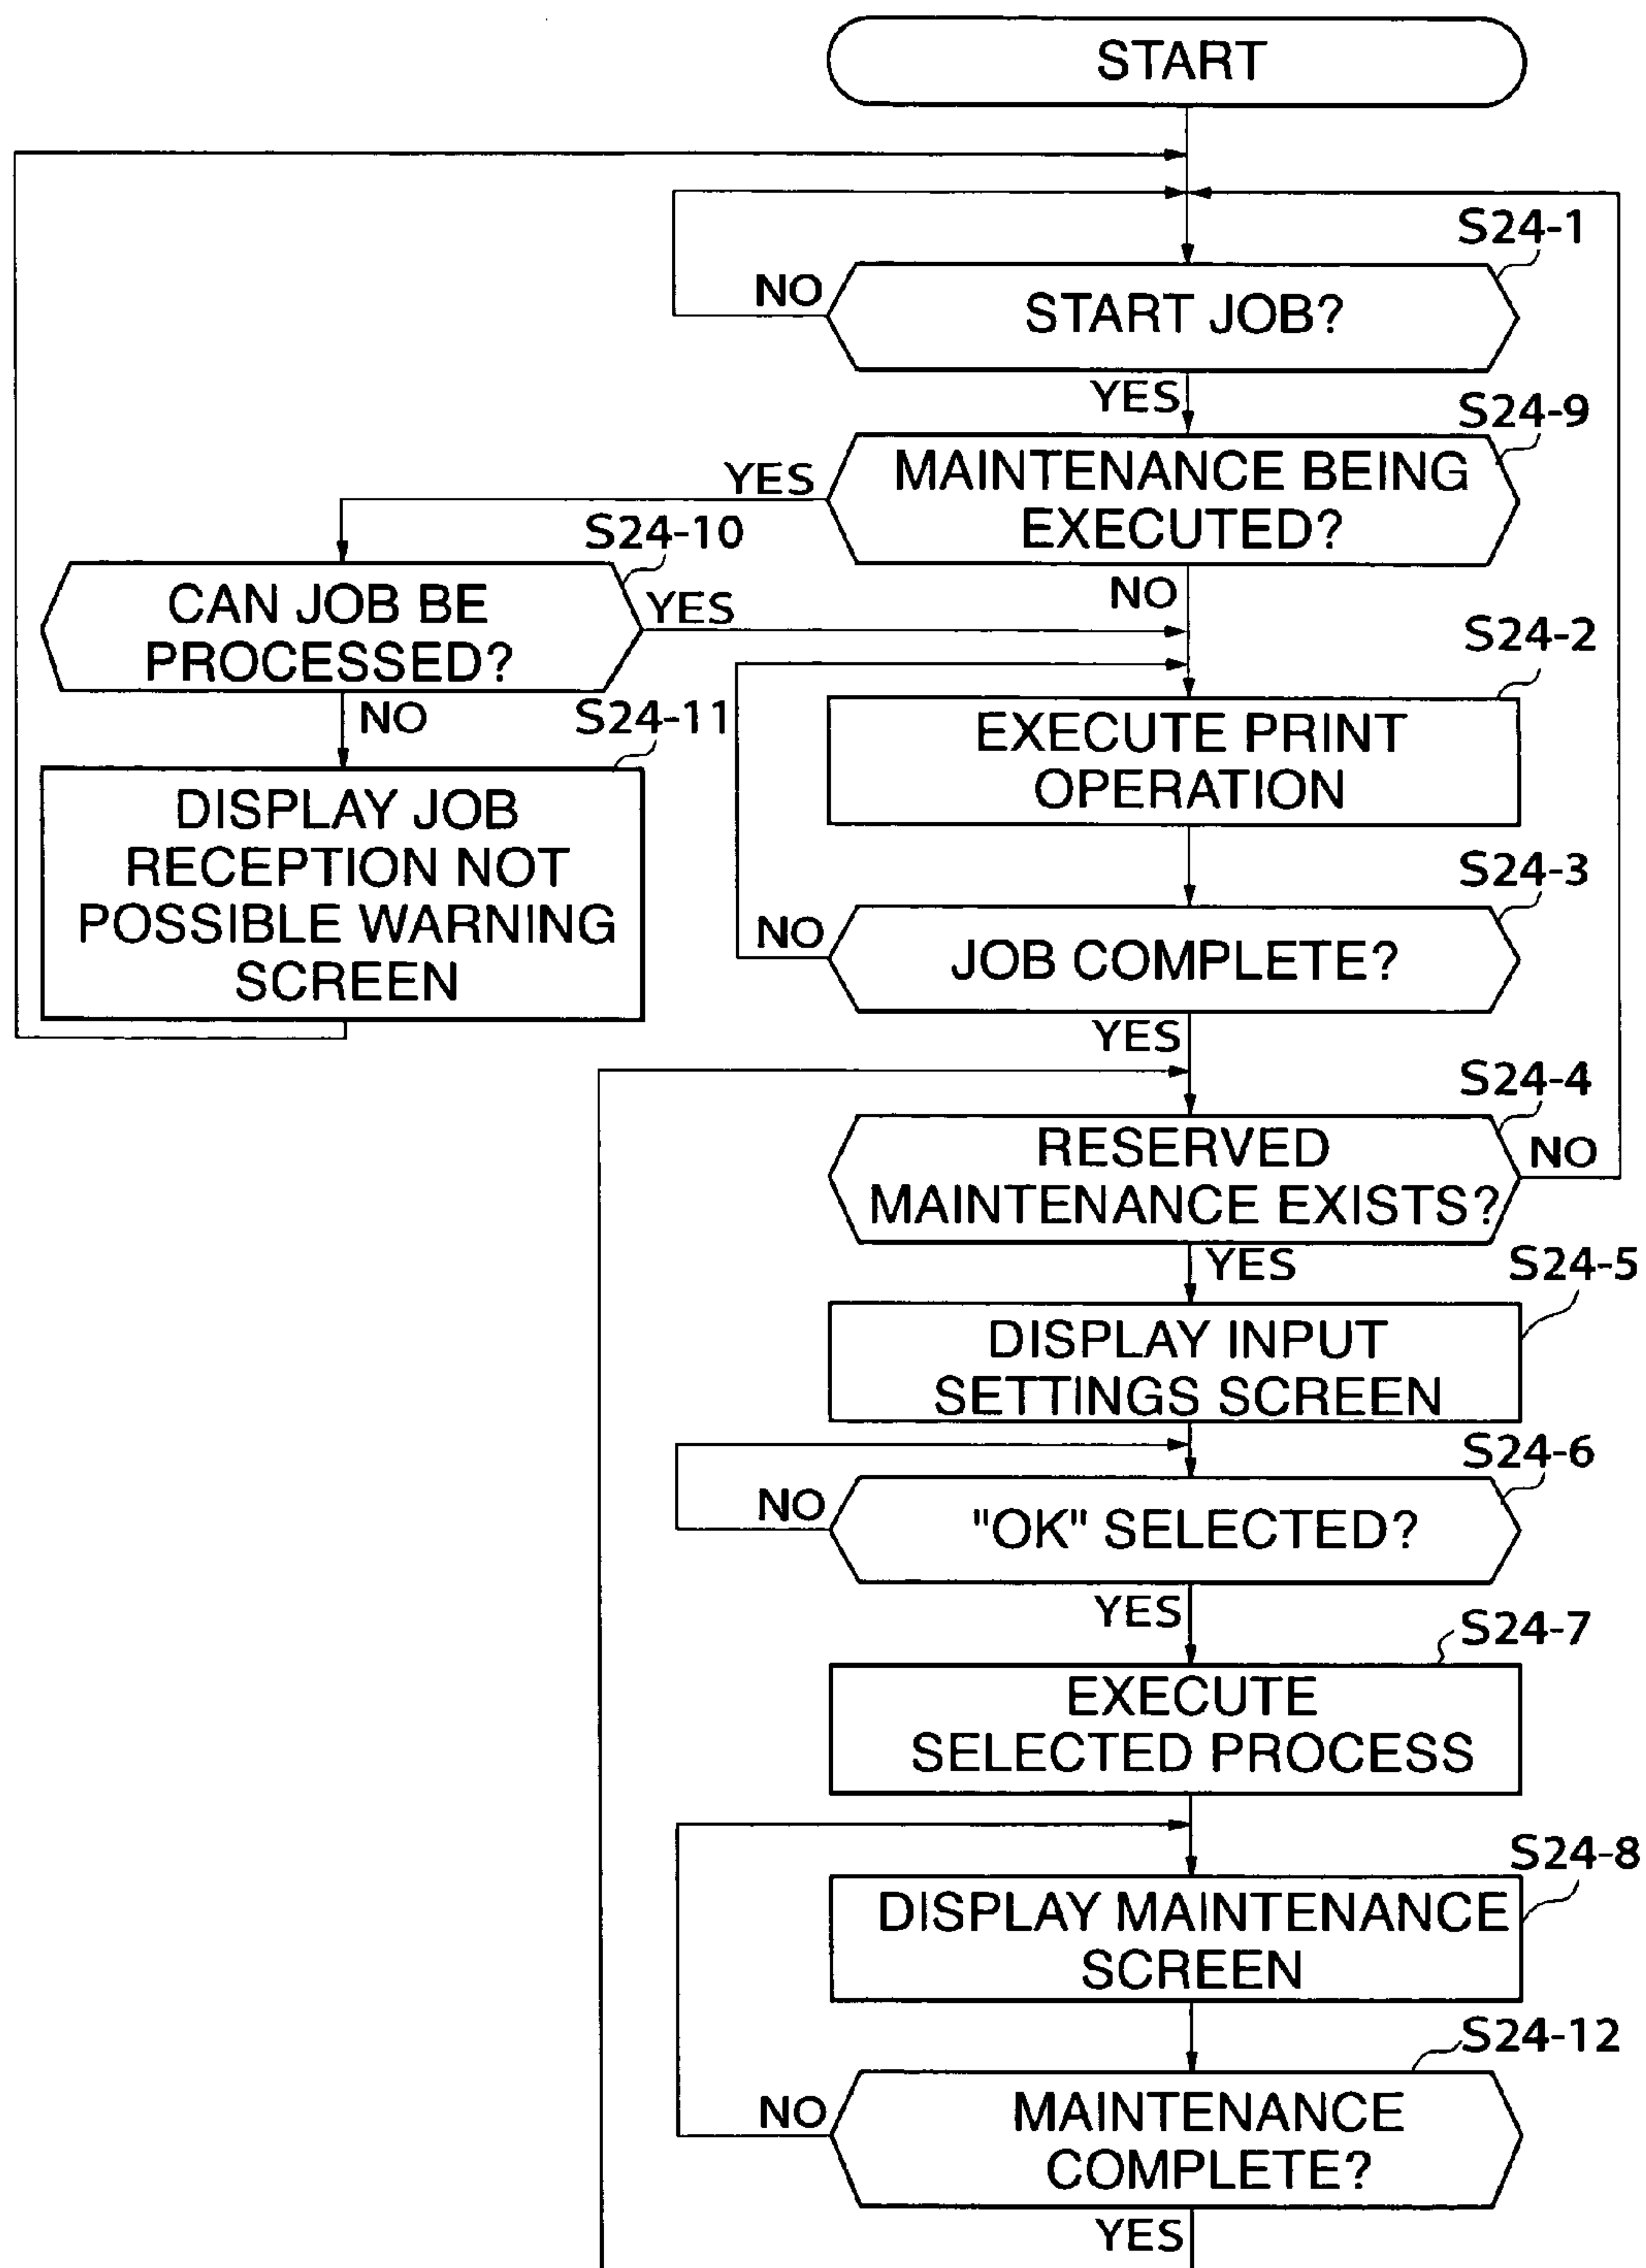 START
S24-1
NO
START JOB?
YES
S24-9
YES
MAINTENANCE BEING
EXECUTED?
S24-10
NO
CAN JOB BE
PROCESSED?
YES
S24-2
NO
S24-11
EXECUTE PRINT
OPERATION
DISPLAY JOB
RECEPTION NOT
POSSIBLE WARNING
SCREEN
S24-3
NO
JOB COMPLETE?
YES
S24-4
RESERVED
MAINTENANCE EXISTS?
NO
YES
S24-5
DISPLAY INPUT
SETTINGS SCREEN
S24-6
NO
"OK" SELECTED?
YES
S24-7
EXECUTE
SELECTED PROCESS
S24-8
DISPLAY MAINTENANCE
SCREEN
S24-12
NO
MAINTENANCE
COMPLETE?
YES